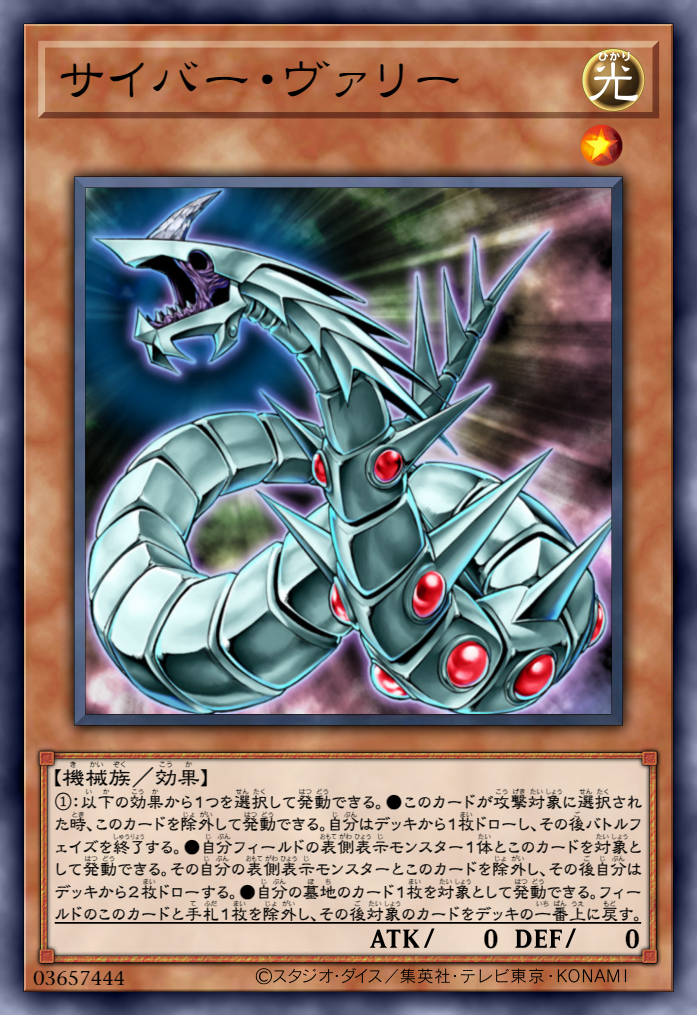 サイバー・ヴァリー
光
【機械族／効果】
①:以下の効果から1つを選択して発動できる。●このカードが攻撃対象に選択され
た時、このカードを除外して発動できる。自分はデッキから1枚ドローし、その後バトルフ
ェイズを終了する。●自分フィールドの表側表示モンスター1体とこのカードを対象と
して発動できる。その自分の表側表示モンスターとこのカードを除外し、その後自分は
デッキから2枚ドローする。●自分の墓地のカード1枚を対象として発動できる。フィー
ルドのこのカードと手札1枚を除外し、その後対象のカードをデッキの一番上に戻す。
ATK/ 0 DEF/ 0
03657444 ©スタジオ・ダイス／集英社・テレビ東京・KONAMI